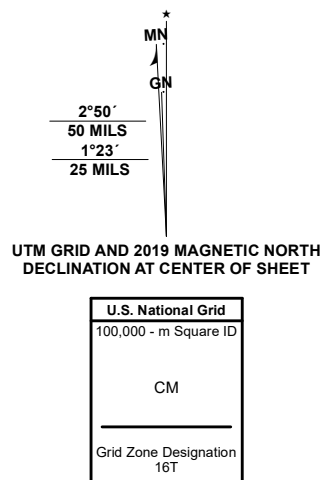 MN
GN
2°50´
50 MILS
1°23´
25 MILS
UTM GRID AND 2019 MAGNETIC NORTH
DECLINATION AT CENTER OF SHEET
U.S. National Grid
100,000 - m Square ID
CM
Grid Zone Designation
16T